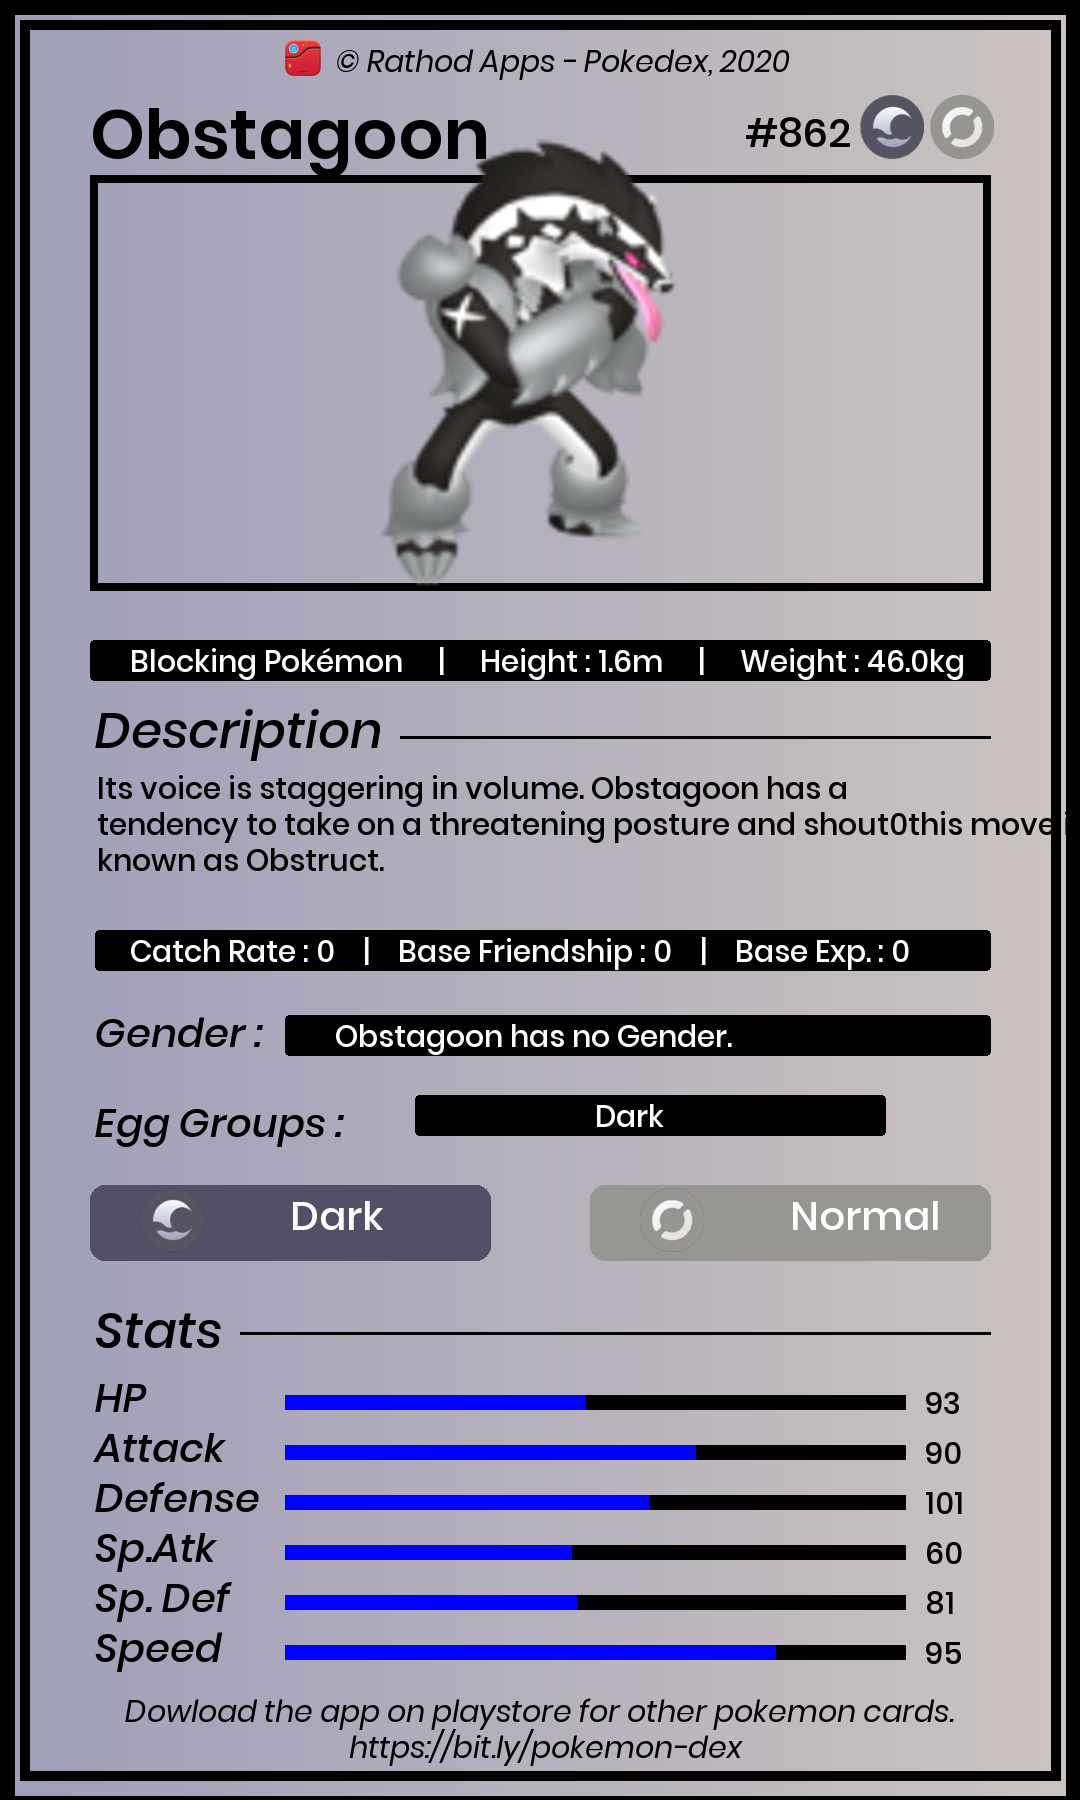 © Rathod Apps - Pokedex, 2020
Obstagoon
#862
Blocking Pokémon | Height : 1.6m | Weight : 46.0kg
Description
Its voice is staggering in volume. Obstagoon has a
tendency to take on a threatening posture and shout0this move
known as Obstruct.
Catch Rate : 0 | Base Friendship : 0 | Base Exp. : 0
Gender : Obstagoon has no Gender.
Egg Groups : Dark
Dark Normal
Stats
HP 93
Attack 90
Defense 101
Sp.Atk 60
Sp. Def 81
Speed 95
Dowload the app on playstore for other pokemon cards.
https://bit.ly/pokemon-dex